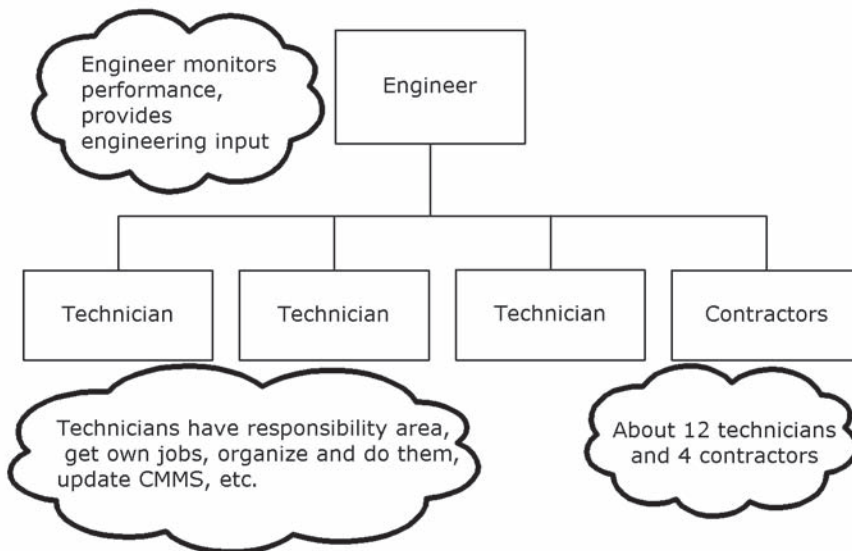 Engineer monitors
performance,
provides
engineering input
Engineer
Technician
Technician
Technician
Contractors
Technicians have responsibility area,
get own jobs, organize and do them,
update CMMS, etc.
About 12 technicians
and 4 contractors